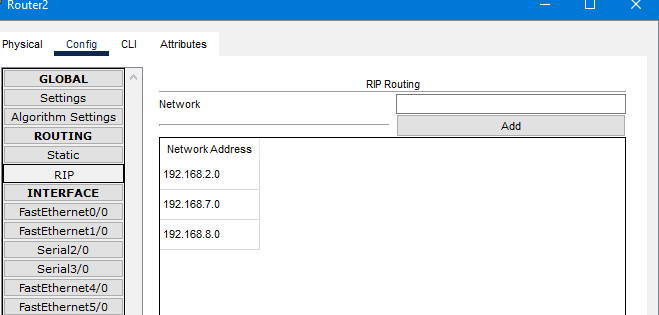 Router2
Physical Config CLI Attributes
GLOBAL
Settings
Algorithm Settings
ROUTING
Static
RIP
INTERFACE
FastEthernet0/0
FastEthernet1/0
Serial2/0
Serial3/0
FastEthernet4/0
FastEthernet5/0
RIP Routing
Network
Add
Network Address
192.168.2.0
192.168.7.0
192.168.8.0